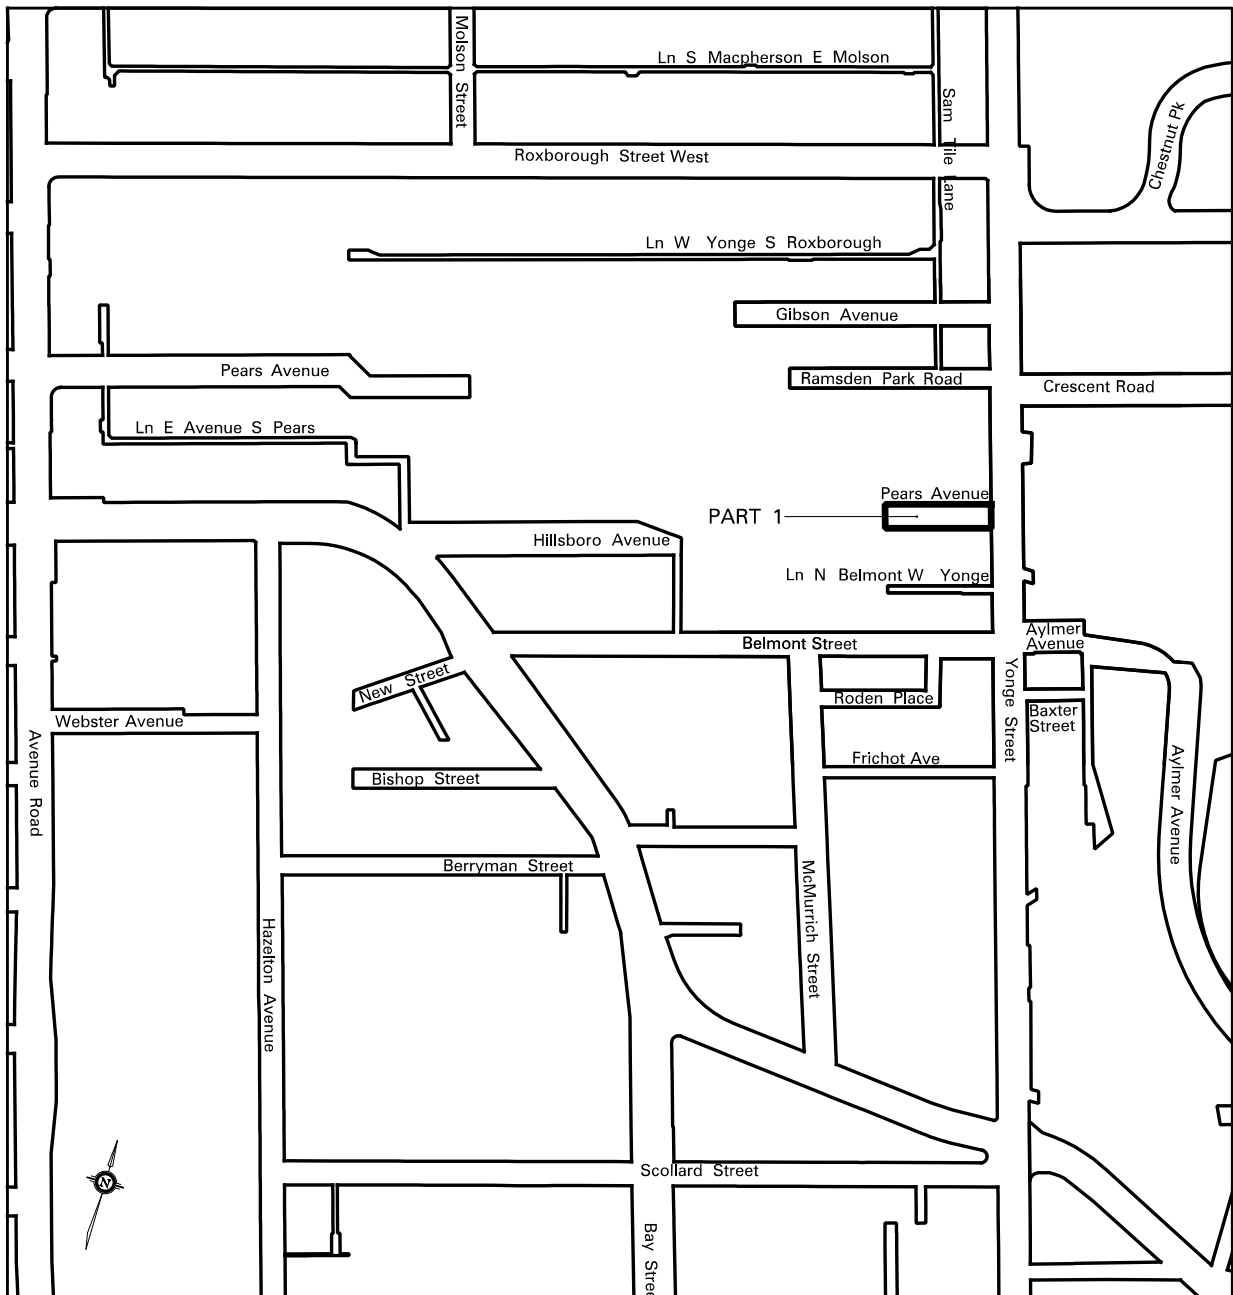 Molson Street
Ln S Macpherson E Molson
Sam Tile Lane
Chestnut Pk
Roxborough Street West
Ln W Yonge S Roxborough
Gibson Avenue
Pears Avenue
Ramsden Park Road
Crescent Road
Ln E Avenue S Pears
Pears Avenue
PART 1
Hillsboro Avenue
Ln N Belmont W Yonge
Aylmer
Avenue
Belmont Street
New Street
Yonge Street
Roden Place
Baxter
Street
Webster Avenue
Avenue Road
Frichot Ave
Aylmer Avenue
Bishop Street
Berryman Street
McMurrich Street
Hazelton Avenue
N
Scollard Street
Bay Stree